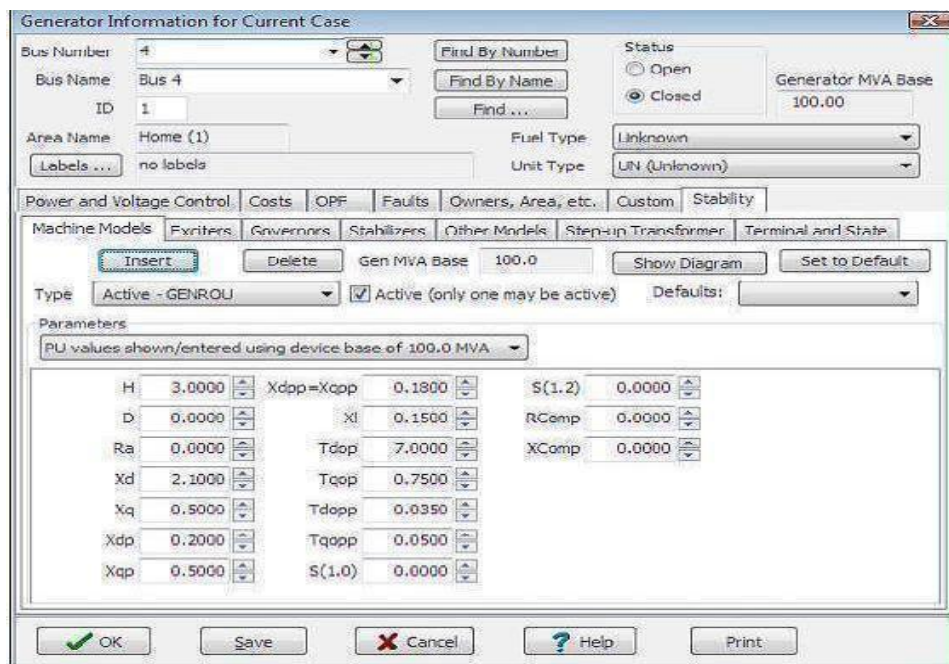 Generator Information for Current Case
Bus Number 4 Find By Number Status
Open
Bus Name Bus 4 Find By Name Generator MVA Base
Closed 100.00
ID 1 Find ...
Area Name Home (1) Fuel Type Unknown
Labels ... no labels Unit Type UN (Unknown)
Power and Voltage Control Costs OPF Faults Owners, Area, etc. Custom Stability
Machine Models Exciters Governors Stabilizers Other Models Step-up Transformer Terminal and State
Insert Delete Gen MVA Base 100.0 Show Diagram Set to Default
Type Active - GENROU Active (only one may be active) Defaults:
Parameters
PU values shown/entered using device base of 100.0 MVA
H 3.0000 Xdpp=Xqpp 0.1800 S(1.2) 0.0000
D 0.0000 Xl 0.1500 RComp 0.0000
Ra 0.0000 Tdop 7.0000 XComp 0.0000
Xd 2.1000 Tqop 0.7500
Xq 0.5000 Tdopp 0.0350
Xdp 0.2000 Tqopp 0.0500
Xqp 0.5000 S(1.0) 0.0000
OK Save Cancel ? Help Print